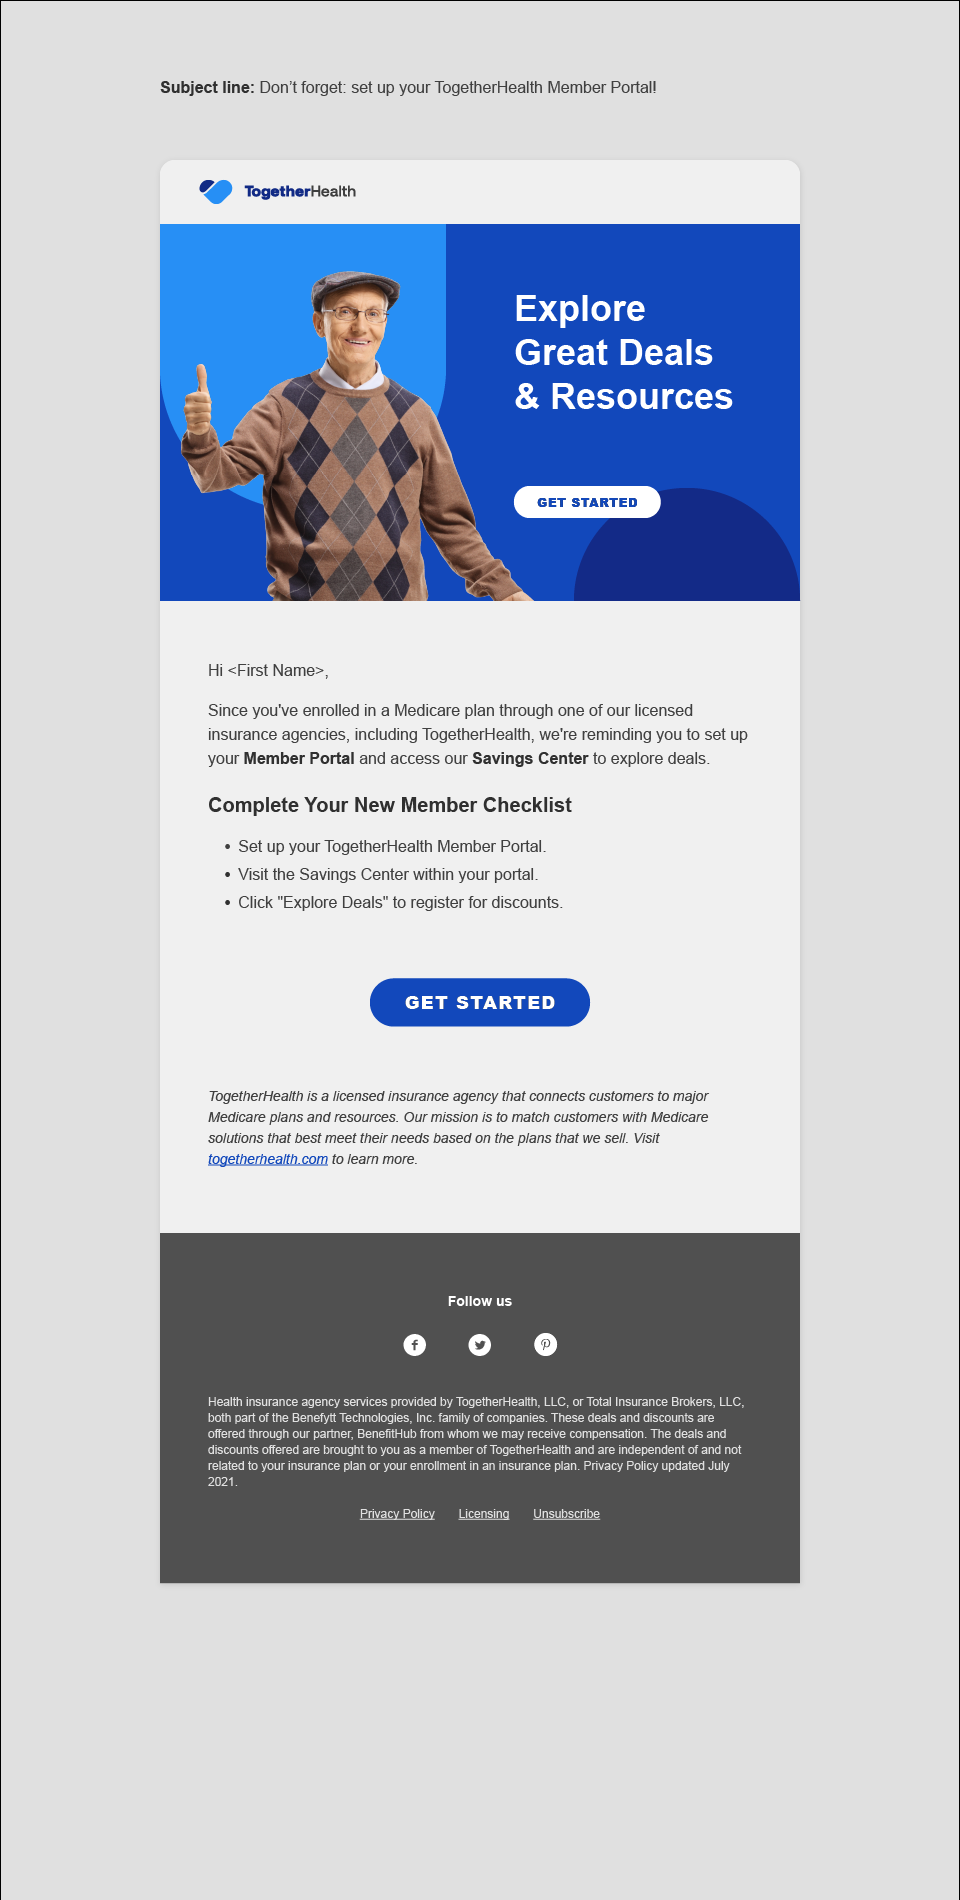 Subject line: Don’t forget: set up your TogetherHealth Member Portal!
TogetherHealth
Explore
Great Deals
& Resources
GET STARTED
Hi <First Name>,
Since you've enrolled in a Medicare plan through one of our licensed
insurance agencies, including TogetherHealth, we're reminding you to set up
your Member Portal and access our Savings Center to explore deals.
Complete Your New Member Checklist
• Set up your TogetherHealth Member Portal.
• Visit the Savings Center within your portal.
• Click "Explore Deals" to register for discounts.
GET STARTED
TogetherHealth is a licensed insurance agency that connects customers to major
Medicare plans and resources. Our mission is to match customers with Medicare
solutions that best meet their needs based on the plans that we sell. Visit
togetherhealth.com to learn more.
Follow us
Health insurance agency services provided by TogetherHealth, LLC, or Total Insurance Brokers, LLC,
both part of the Benefytt Technologies, Inc. family of companies. These deals and discounts are
offered through our partner, BenefitHub from whom we may receive compensation. The deals and
discounts offered are brought to you as a member of TogetherHealth and are independent of and not
related to your insurance plan or your enrollment in an insurance plan. Privacy Policy updated July
2021.
Privacy Policy Licensing Unsubscribe